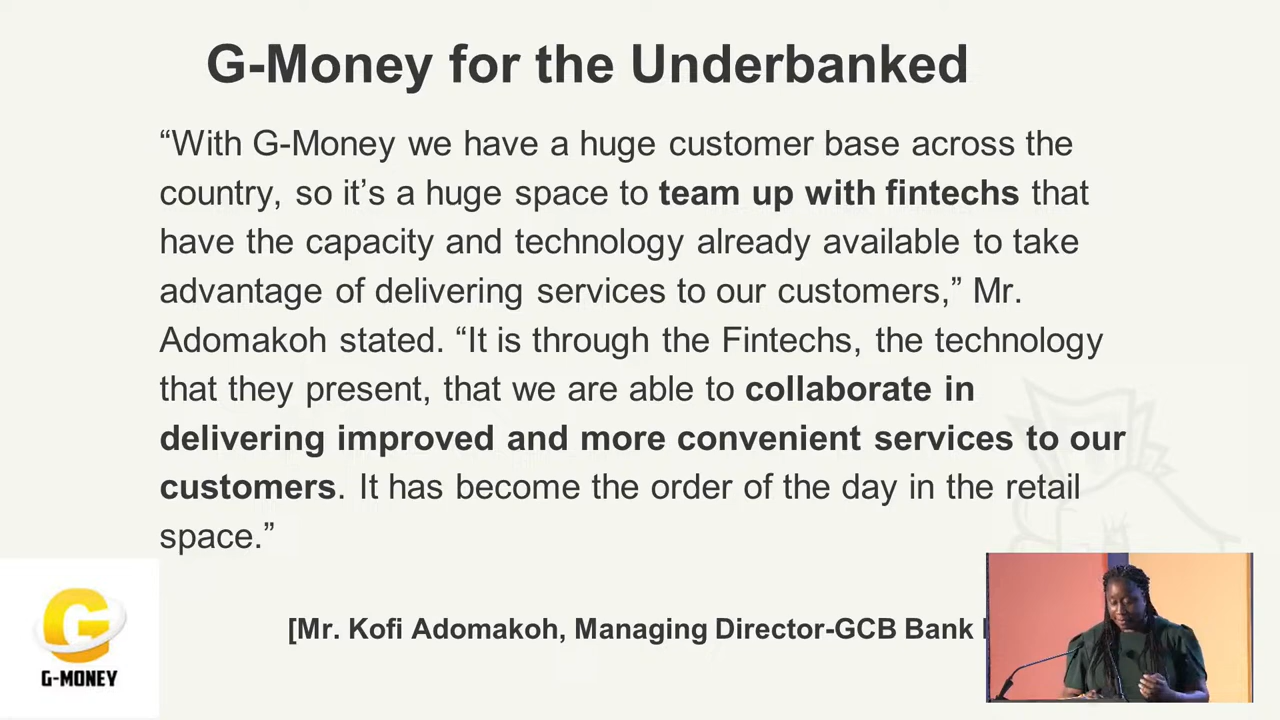 G-Money for the Underbanked
“With G-Money we have a huge customer base across the
country, so it’s a huge space to team up with fintechs that
have the capacity and technology already available to take
advantage of delivering services to our customers,” Mr.
Adomakoh stated. “It is through the Fintechs, the technology
that they present, that we are able to collaborate in
delivering improved and more convenient services to our
customers. It has become the order of the day in the retail
space.”
[Mr. Kofi Adomakoh, Managing Director-GCB Bank
G-MONEY